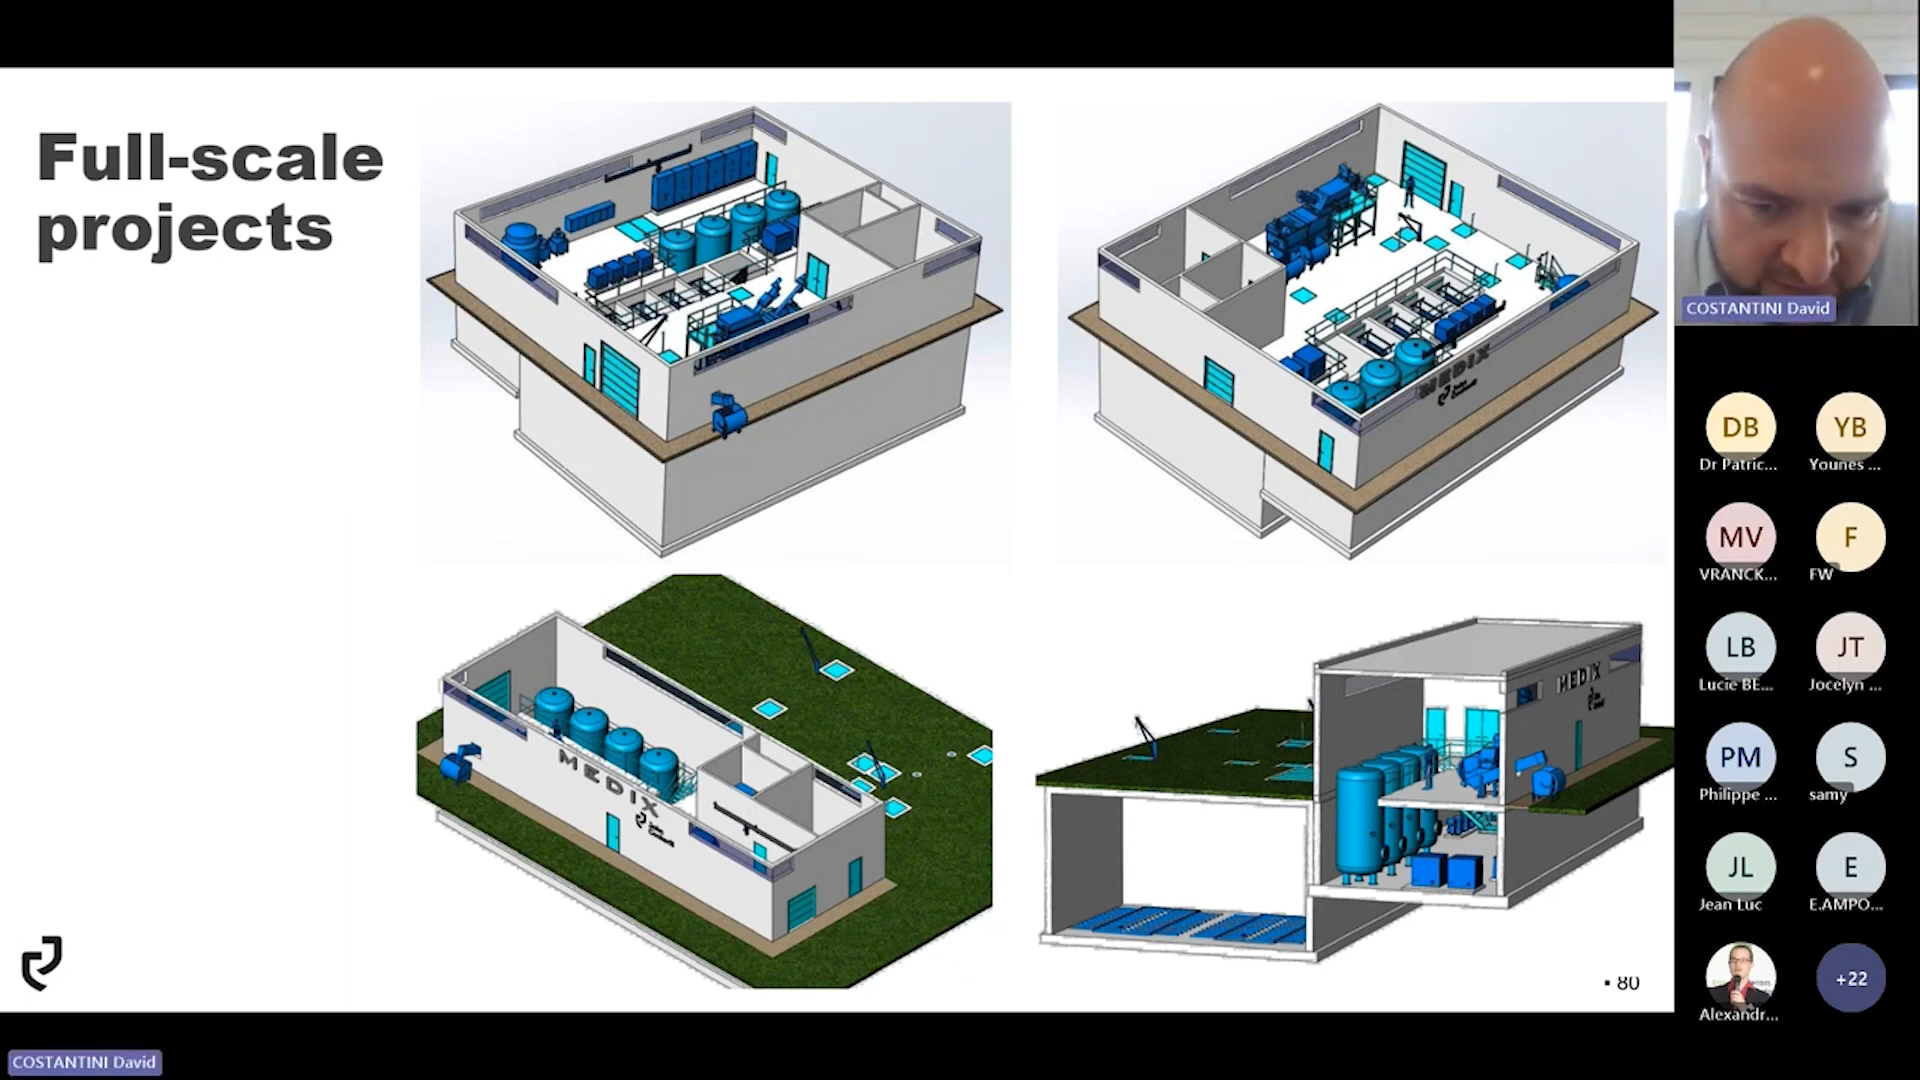 Full-scale
projects
MEDIX
MEDIX
MEDIX
▪ 80
COSTANTINI David
COSTANTINI David
DB
Dr Patric...
YB
Younes ...
MV
VRANCK...
F
FW
LB
Lucie BE...
JT
Jocelyn ...
PM
Philippe ...
S
samy
JL
Jean Luc
E
E.AMPO...
Alexandr...
+22